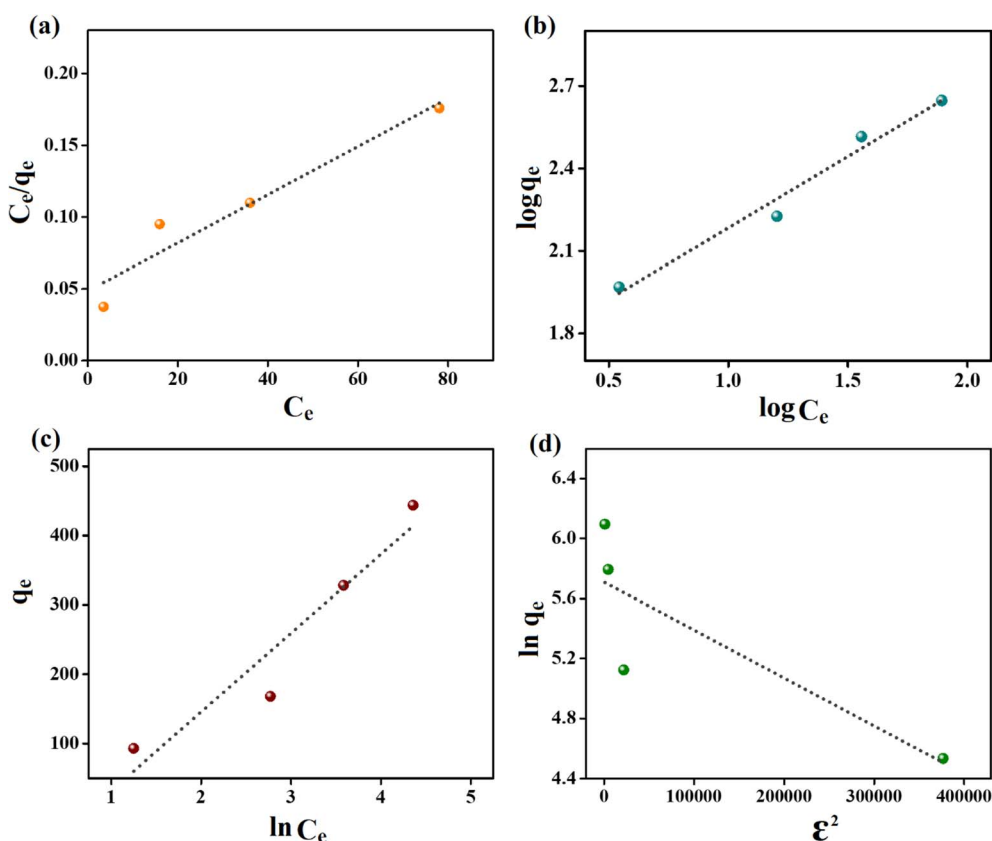 (a)
0.20
0.15
0.10
0.05
0.00
Ce/qe
0 20 40 60 80
Ce
(b)
2.7
2.4
2.1
1.8
log qe
0.5 1.0 1.5 2.0
log Ce
(c)
500
400
300
200
100
qe
1 2 3 4 5
ln Ce
(d)
6.4
6.0
5.6
5.2
4.8
4.4
ln qe
0 100000 200000 300000 400000
ε²